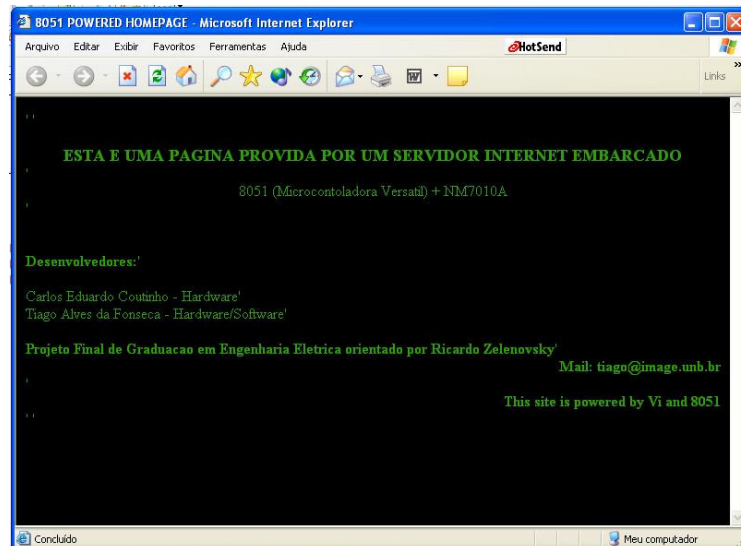 8051 POWERED HOMEPAGE - Microsoft Internet Explorer
Arquivo Editar Exibir Favoritos Ferramentas Ajuda HotSend
W Links »
' '
ESTA E UMA PAGINA PROVIDA POR UM SERVIDOR INTERNET EMBARCADO
'
8051 (Microcontoladora Versatil) + NM7010A
'
Desenvolvedores:'
Carlos Eduardo Coutinho - Hardware'
Tiago Alves da Fonseca - Hardware/Software'
Projeto Final de Graduacao em Engenharia Eletrica orientado por Ricardo Zelenovsky'
Mail: tiago@image.unb.br
'
This site is powered by Vi and 8051
' '
Concluído Meu computador